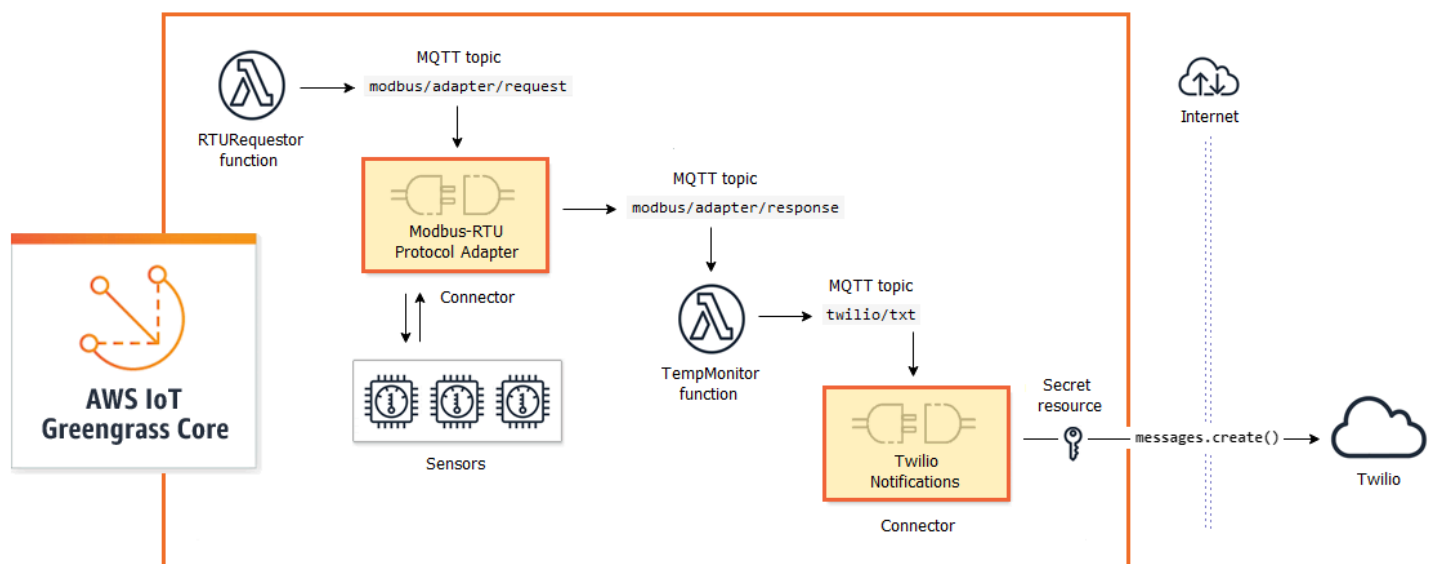 MQTT topic
modbus/adapter/request
RTURequestor
function
Internet
MQTT topic
modbus/adapter/response
Modbus-RTU
Protocol Adapter
Connector
MQTT topic
twilio/txt
AWS IoT
Greengrass Core
TempMonitor
function
Sensors
Secret
resource
messages.create()
Twilio
Notifications
Twilio
Connector